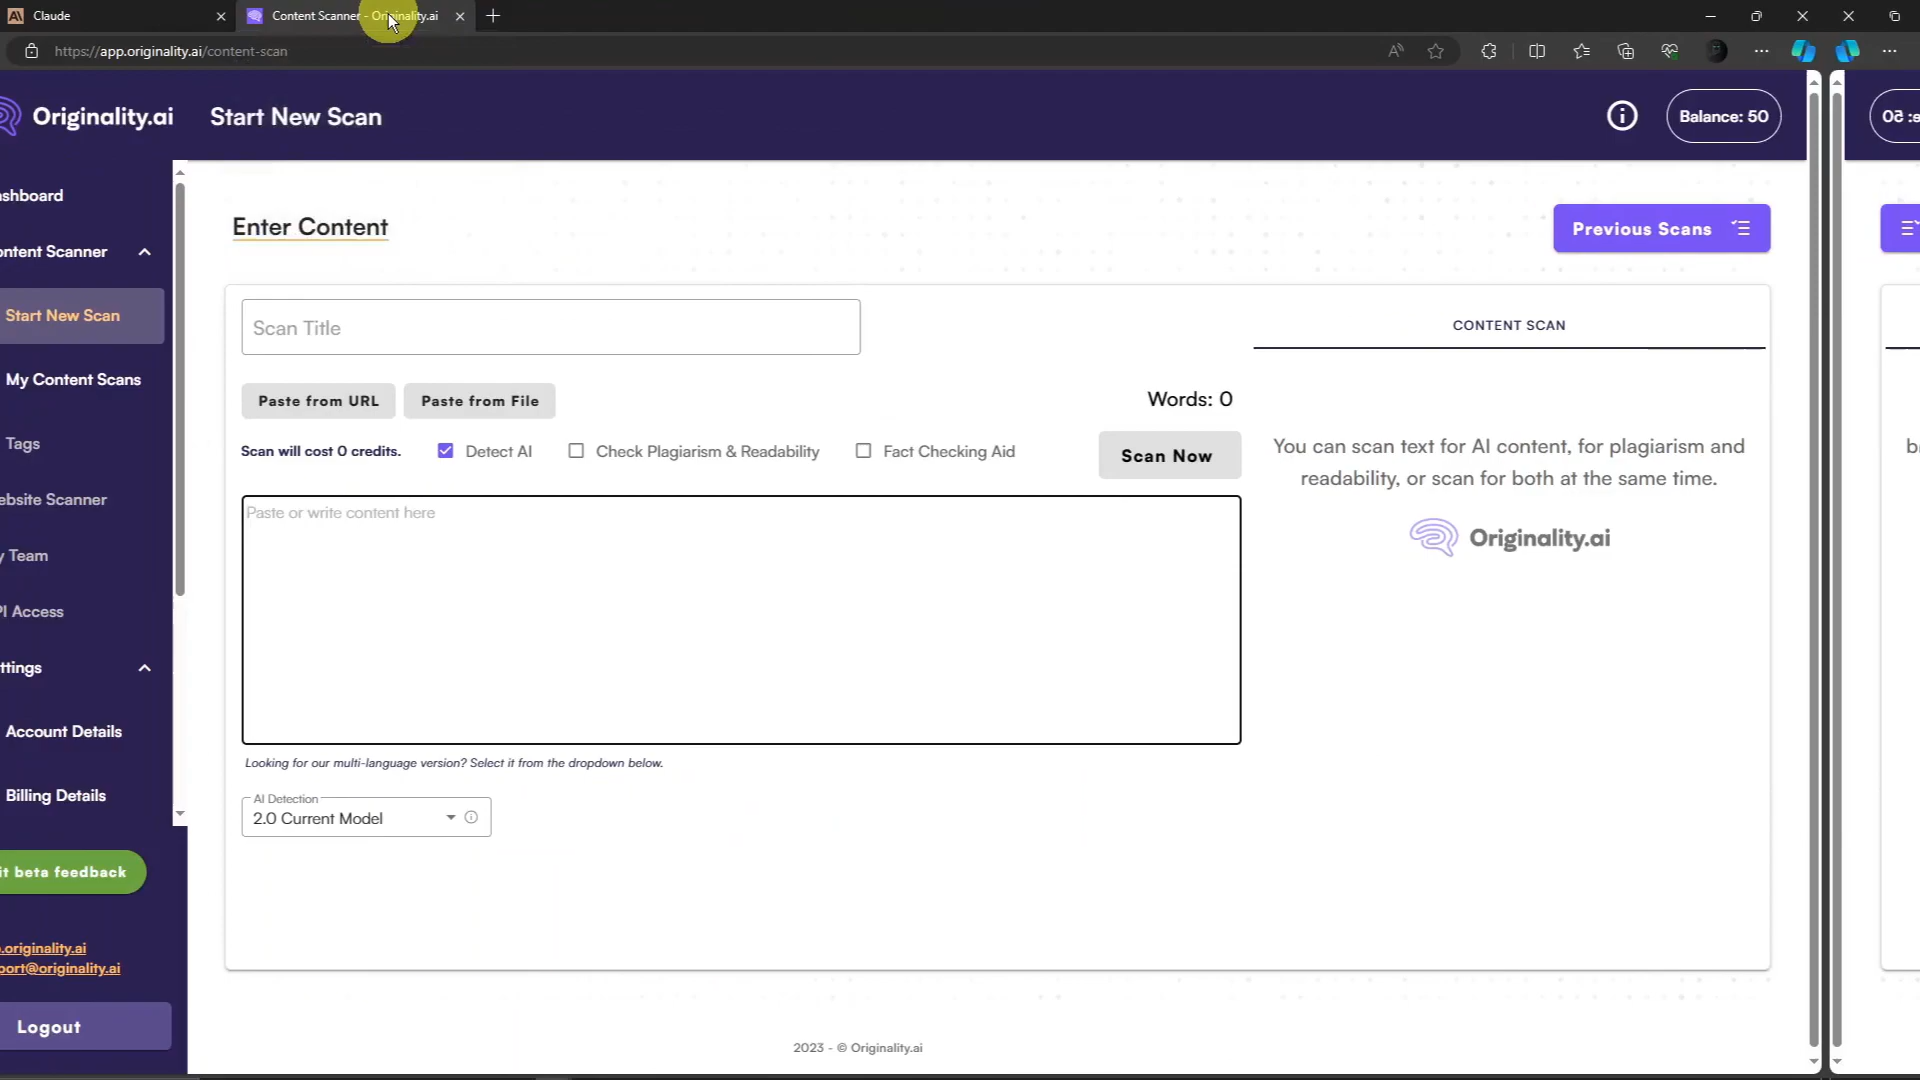 Claude
Content Scanner - Originality.ai
https://app.originality.ai/content-scan
Originality.ai
Start New Scan
Balance: 50
shboard
ontent Scanner
Start New Scan
My Content Scans
Tags
ebsite Scanner
y Team
PI Access
ttings
Account Details
Billing Details
it beta feedback
.originality.ai
port@originality.ai
Logout
Enter Content
Previous Scans
Scan Title
CONTENT SCAN
Paste from URL
Paste from File
Words: 0
Scan will cost 0 credits.
Detect AI
Check Plagiarism & Readability
Fact Checking Aid
Scan Now
Paste or write content here
You can scan text for AI content, for plagiarism and
readability, or scan for both at the same time.
Originality.ai
Looking for our multi-language version? Select it from the dropdown below.
AI Detection
2.0 Current Model
2023 - © Originality.ai